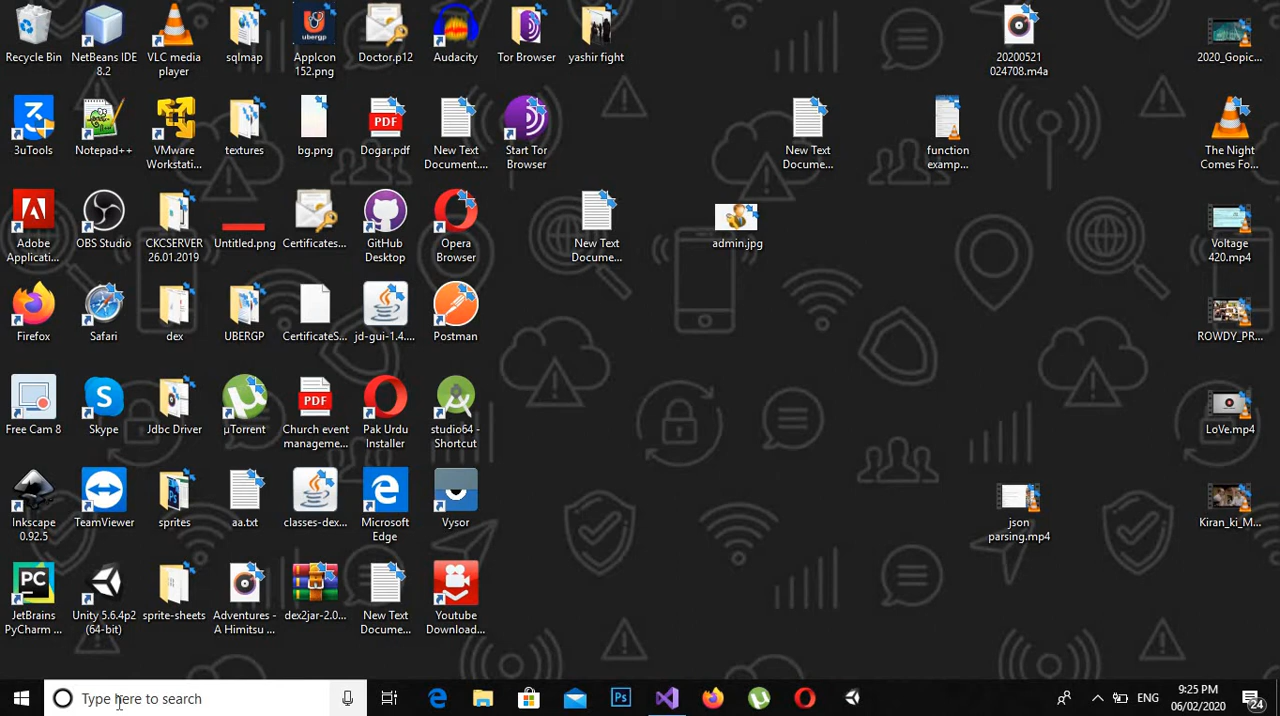 Recycle Bin
NetBeans IDE
8.2
VLC media
player
sqlmap
AppIcon
152.png
Doctor.p12
Audacity
Tor Browser
yashir fight
20200521
024708.m4a
2020_Gopic...
3uTools
Notepad++
VMware
Workstati...
textures
bg.png
PDF
Dogar.pdf
New Text
Document....
Start Tor
Browser
New Text
Docume...
function
examp...
The Night
Comes Fo...
Adobe
Applicati...
OBS Studio
CKCSERVER
26.01.2019
Untitled.png
Certificates...
GitHub
Desktop
Opera
Browser
New Text
Docume...
admin.jpg
Voltage
420.mp4
Firefox
Safari
dex
UBERGP
CertificateS...
jd-gui-1.4....
Postman
ROWDY_PR...
Free Cam 8
Skype
Jdbc Driver
µTorrent
PDF
Church event
manageme...
Pak Urdu
Installer
studio64 -
Shortcut
LoVe.mp4
Inkscape
0.92.5
TeamViewer
sprites
aa.txt
classes-dex...
Microsoft
Edge
Vysor
json
parsing.mp4
Kiran_ki_M...
PC
JetBrains
PyCharm ...
Unity 5.6.4p2
(64-bit)
sprite-sheets
Adventures -
A Himitsu ...
dex2jar-2.0...
New Text
Docume...
Youtube
Download...
Type here to search
Ps
ENG
9:25 PM
06/02/2020
24